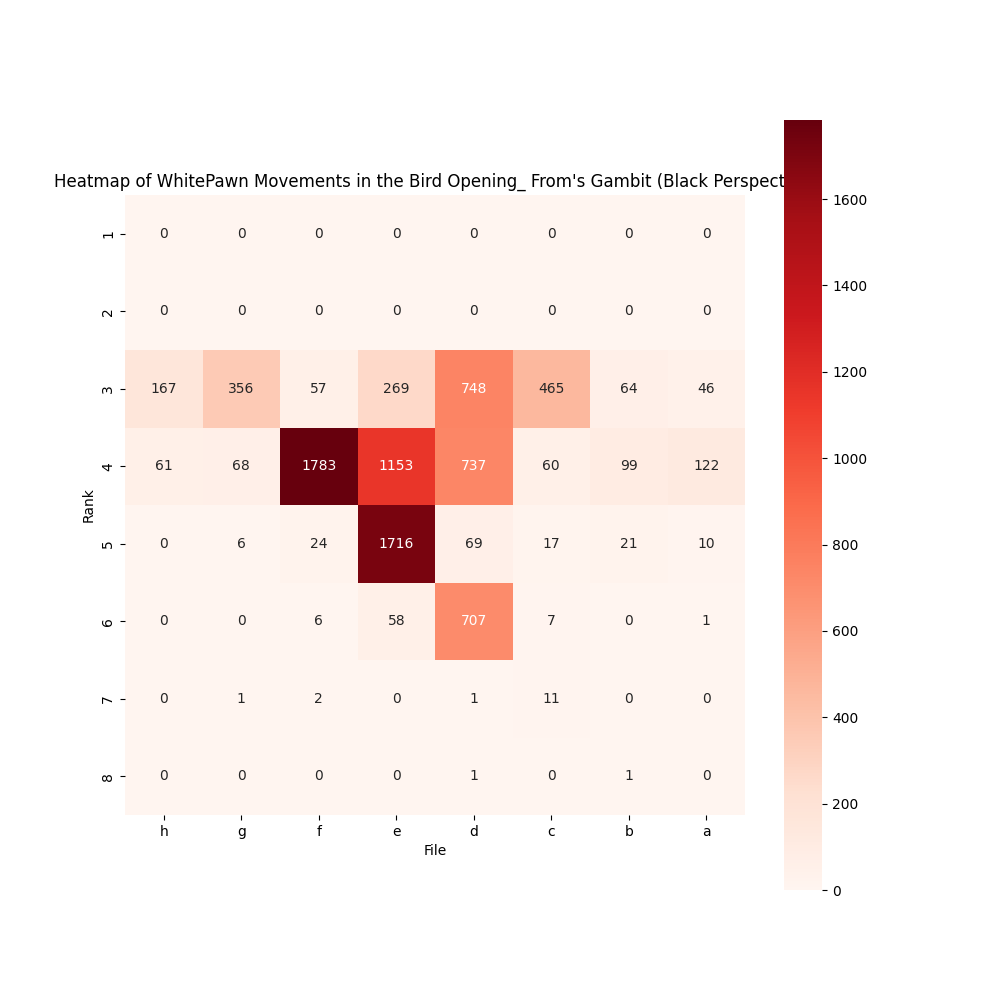 Heatmap of WhitePawn Movements in the Bird Opening_ From's Gambit (Black Perspect
1 0 0 0 0 0 0 0 0
2 0 0 0 0 0 0 0 0
3 167 356 57 269 748 465 64 46
4 61 68 1783 1153 737 60 99 122
5 0 6 24 1716 69 17 21 10
6 0 0 6 58 707 7 0 1
7 0 1 2 0 1 11 0 0
8 0 0 0 0 1 0 1 0
h g f e d c b a
File
Rank
1600
1400
1200
1000
800
600
400
200
0